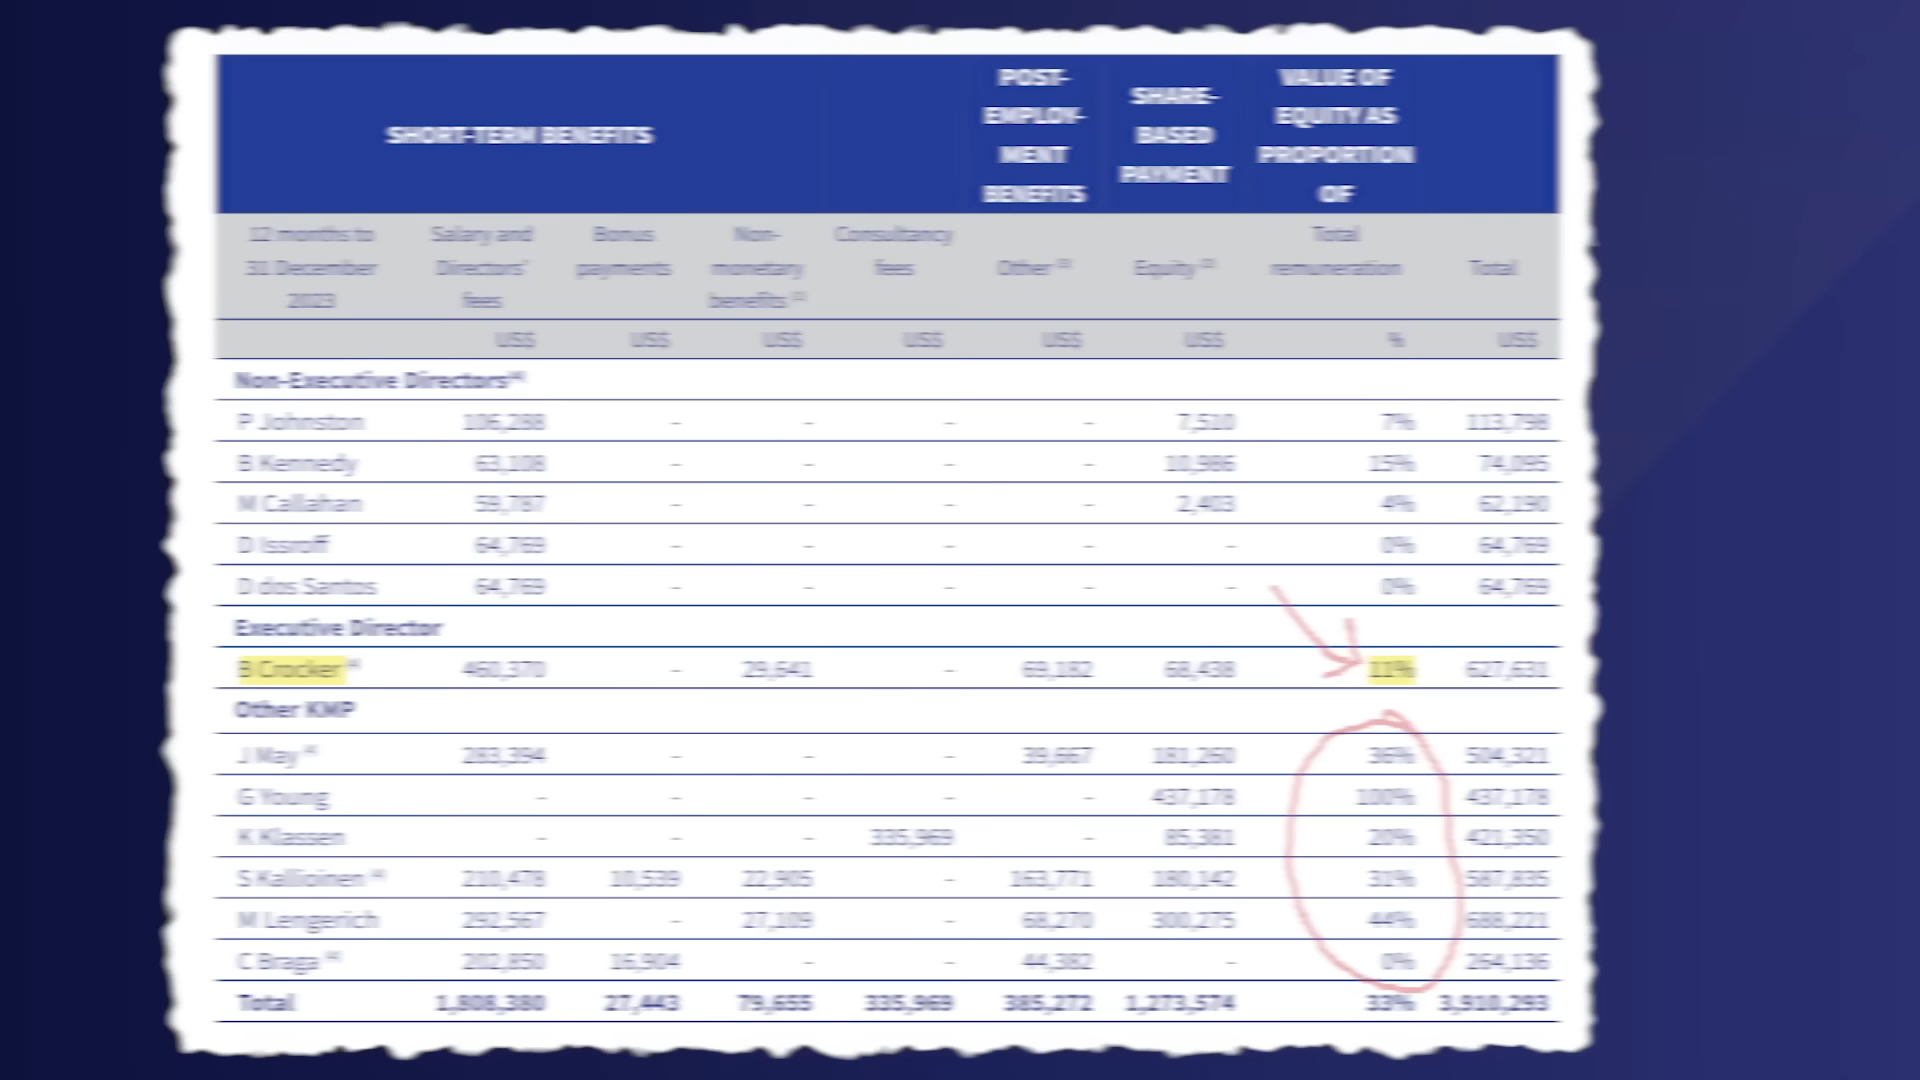 SHORT-TERM BENEFITS
POST-
EMPLOY-
MENT
BENEFITS
SHARE-
BASED
PAYMENT
VALUE OF
EQUITY AS
PROPORTION
OF
12 months to
31 December
2023
Salary and
Directors'
fees
Bonus
payments
Non-
monetary
benefits
Consultancy
fees
Other
Equity
Total
remuneration
Total
US$ US$ US$ US$ US$ US$ % US$
Non-Executive Directors
P Johnston 106,288 - - - - 7,510 7% 113,798
B Kennedy 63,108 - - - - 10,986 15% 74,095
M Callahan 59,787 - - - - 2,403 4% 62,190
D Issroff 64,769 - - - - - 0% 64,769
D dos Santos 64,769 - - - - - 0% 64,769
Executive Director
B Crocker 460,370 - 29,641 - 69,182 68,438 11% 627,631
Other KMP
J May 283,394 - - - 39,667 181,260 36% 504,321
G Young - - - - - 437,178 100% 437,178
K Klassen - - - 335,969 - 85,381 20% 421,350
S Kallioinen 210,478 10,539 22,905 - 163,771 180,142 31% 587,835
M Lengerich 292,567 - 27,109 - 68,270 300,275 44% 688,221
C Braga 202,850 16,904 - - 44,382 - 0% 264,136
Total 1,808,380 27,443 79,655 335,969 385,272 1,273,574 33% 3,910,293